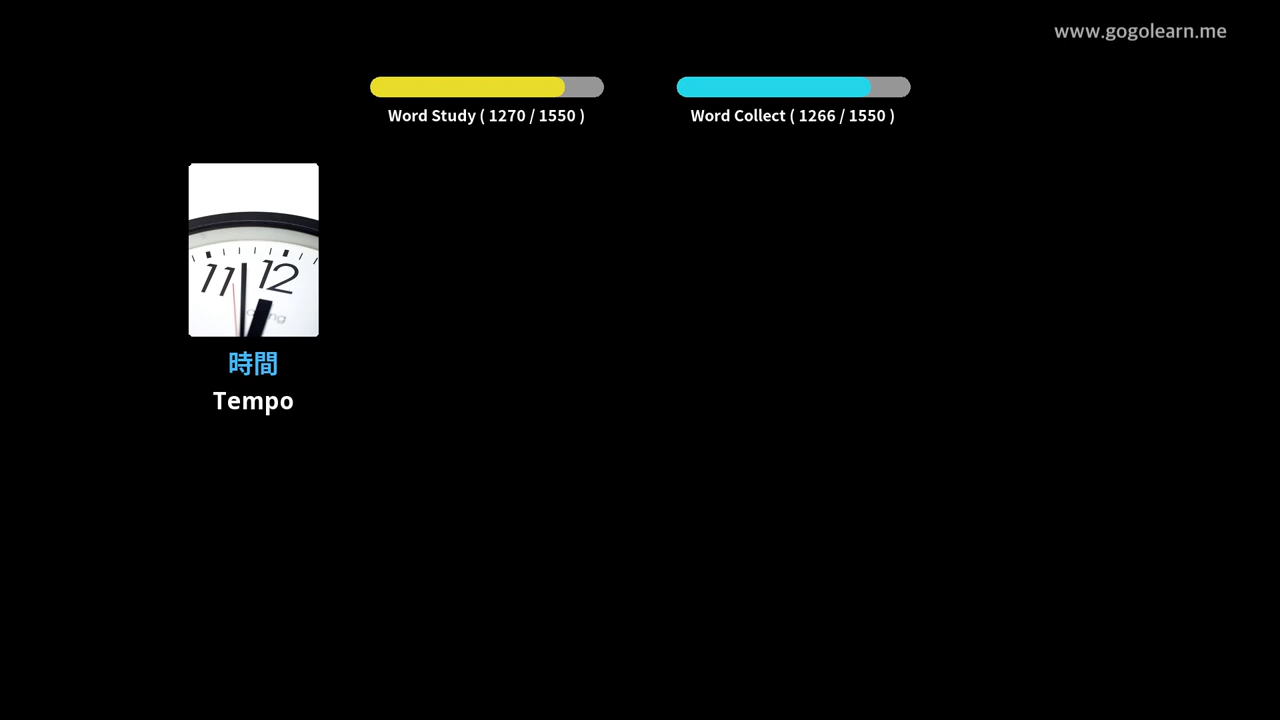 www.gogolearn.me
Word Study ( 1270 / 1550 )
Word Collect ( 1266 / 1550 )
11 12
時間
Tempo